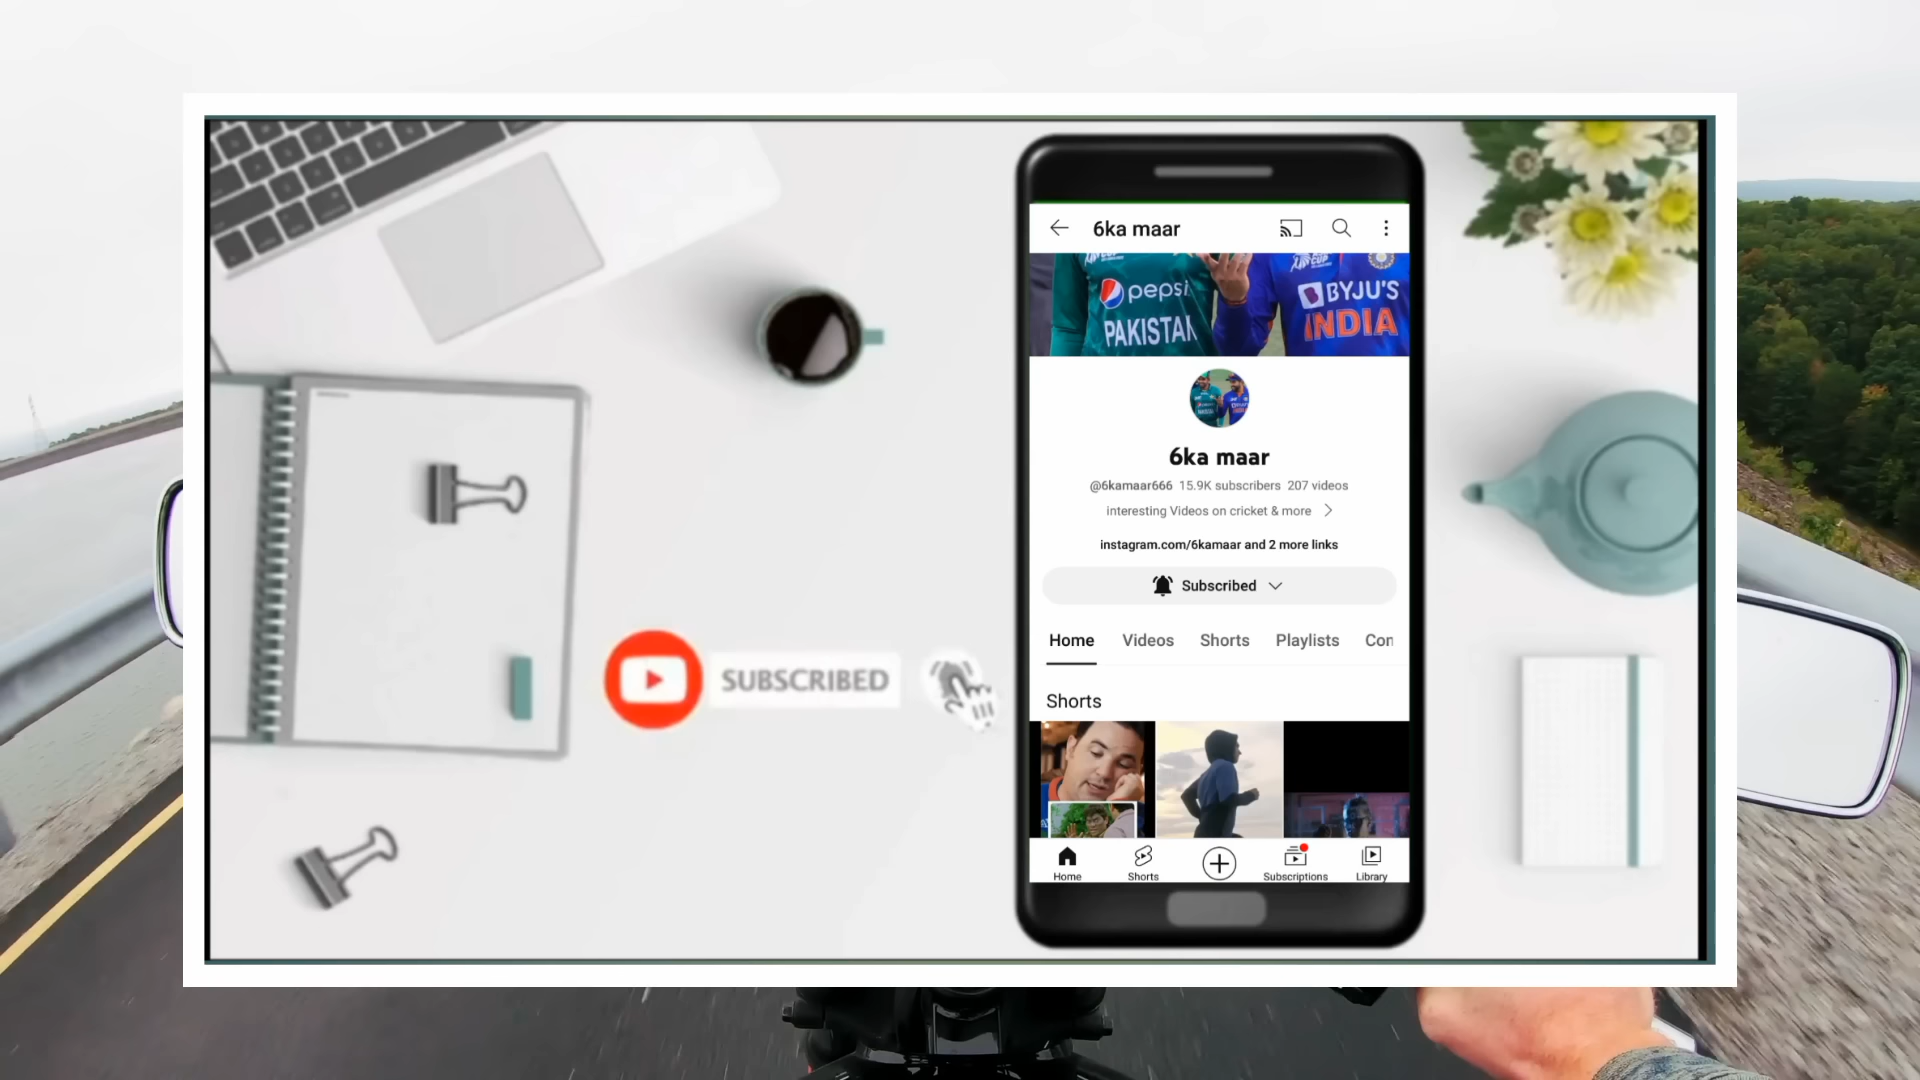 6ka maar
CUP
CUP
pepsi
BYJU'S
PAKISTAN
INDIA
6ka maar
@6kamaar666 15.9K subscribers 207 videos
interesting Videos on cricket & more
instagram.com/6kamaar and 2 more links
Subscribed
Home Videos Shorts Playlists Con
SUBSCRIBED
Shorts
Home Shorts Subscriptions Library